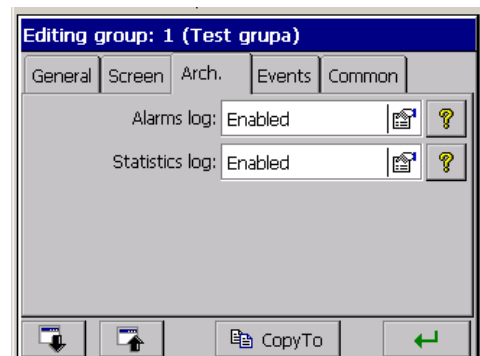 Editing group: 1 (Test grupa)
General Screen Arch. Events Common
Alarms log: Enabled ?
Statistics log: Enabled ?
CopyTo